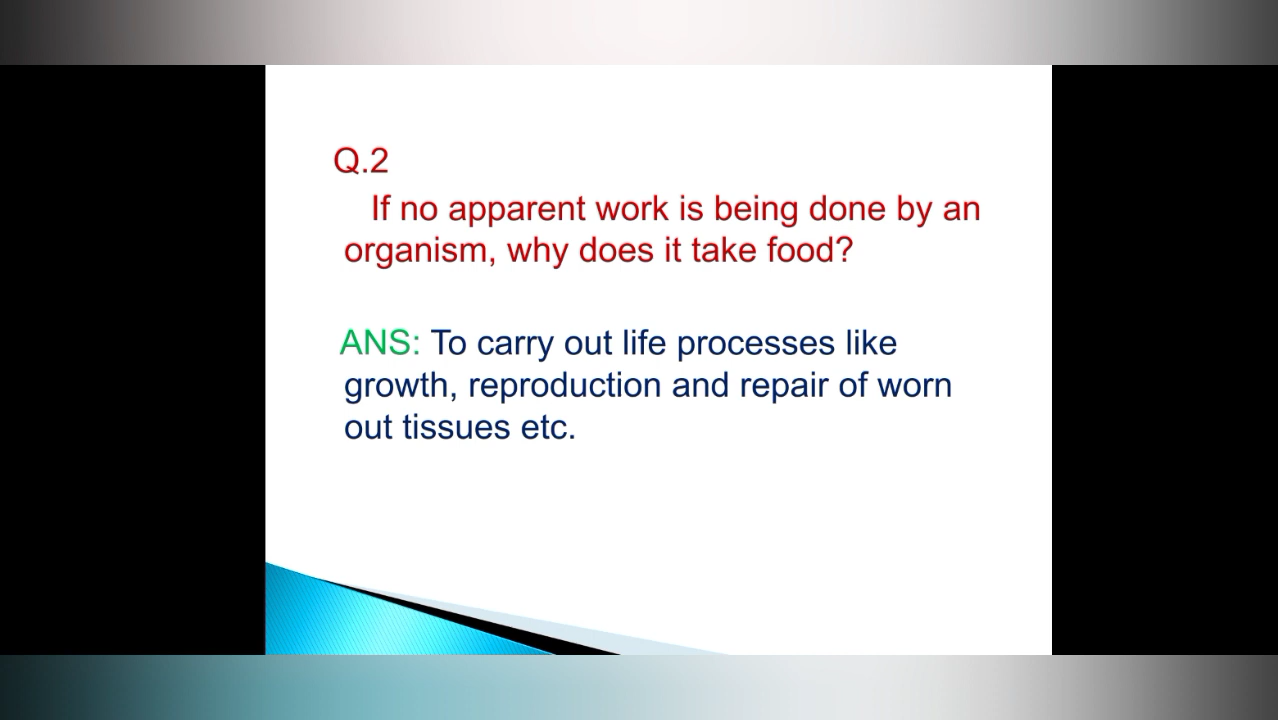 Q.2
If no apparent work is being done by an
organism, why does it take food?
ANS: To carry out life processes like
growth, reproduction and repair of worn
out tissues etc.